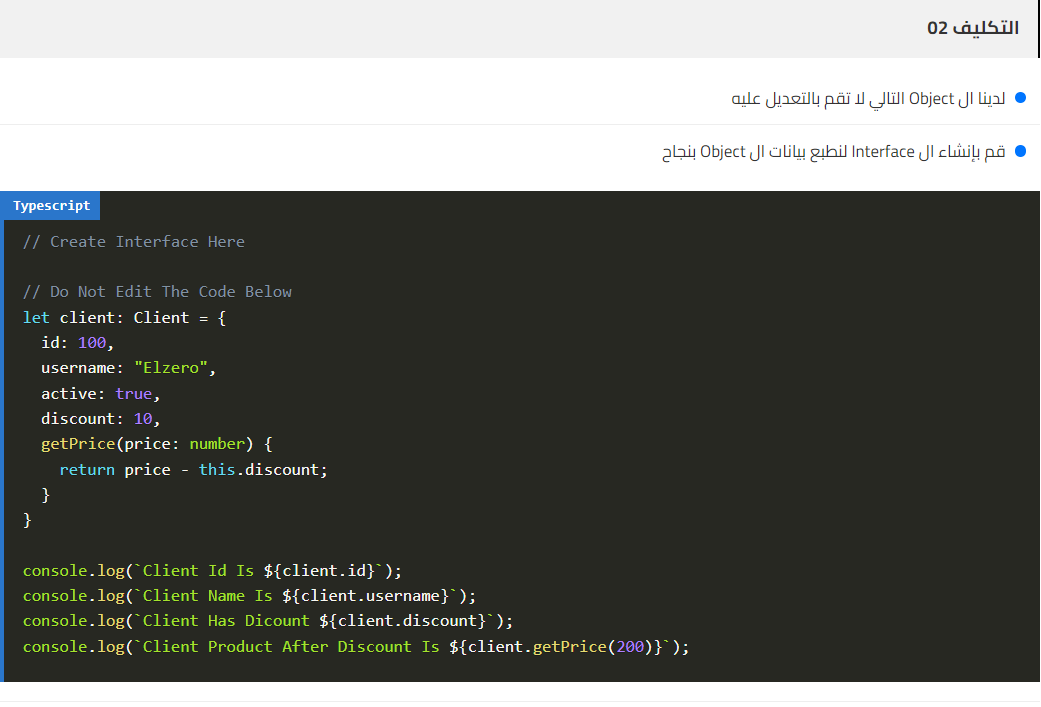 التكليف 02
لدينا ال Object التالي لا تقم بالتعديل عليه
قم بإنشاء ال Interface لنطبع بيانات ال Object بنجاح
Typescript
// Create Interface Here
// Do Not Edit The Code Below
let client: Client = {
  id: 100,
  username: "Elzero",
  active: true,
  discount: 10,
  getPrice(price: number) {
    return price - this.discount;
  }
}
console.log(`Client Id Is ${client.id}`);
console.log(`Client Name Is ${client.username}`);
console.log(`Client Has Dicount ${client.discount}`);
console.log(`Client Product After Discount Is ${client.getPrice(200)}`);